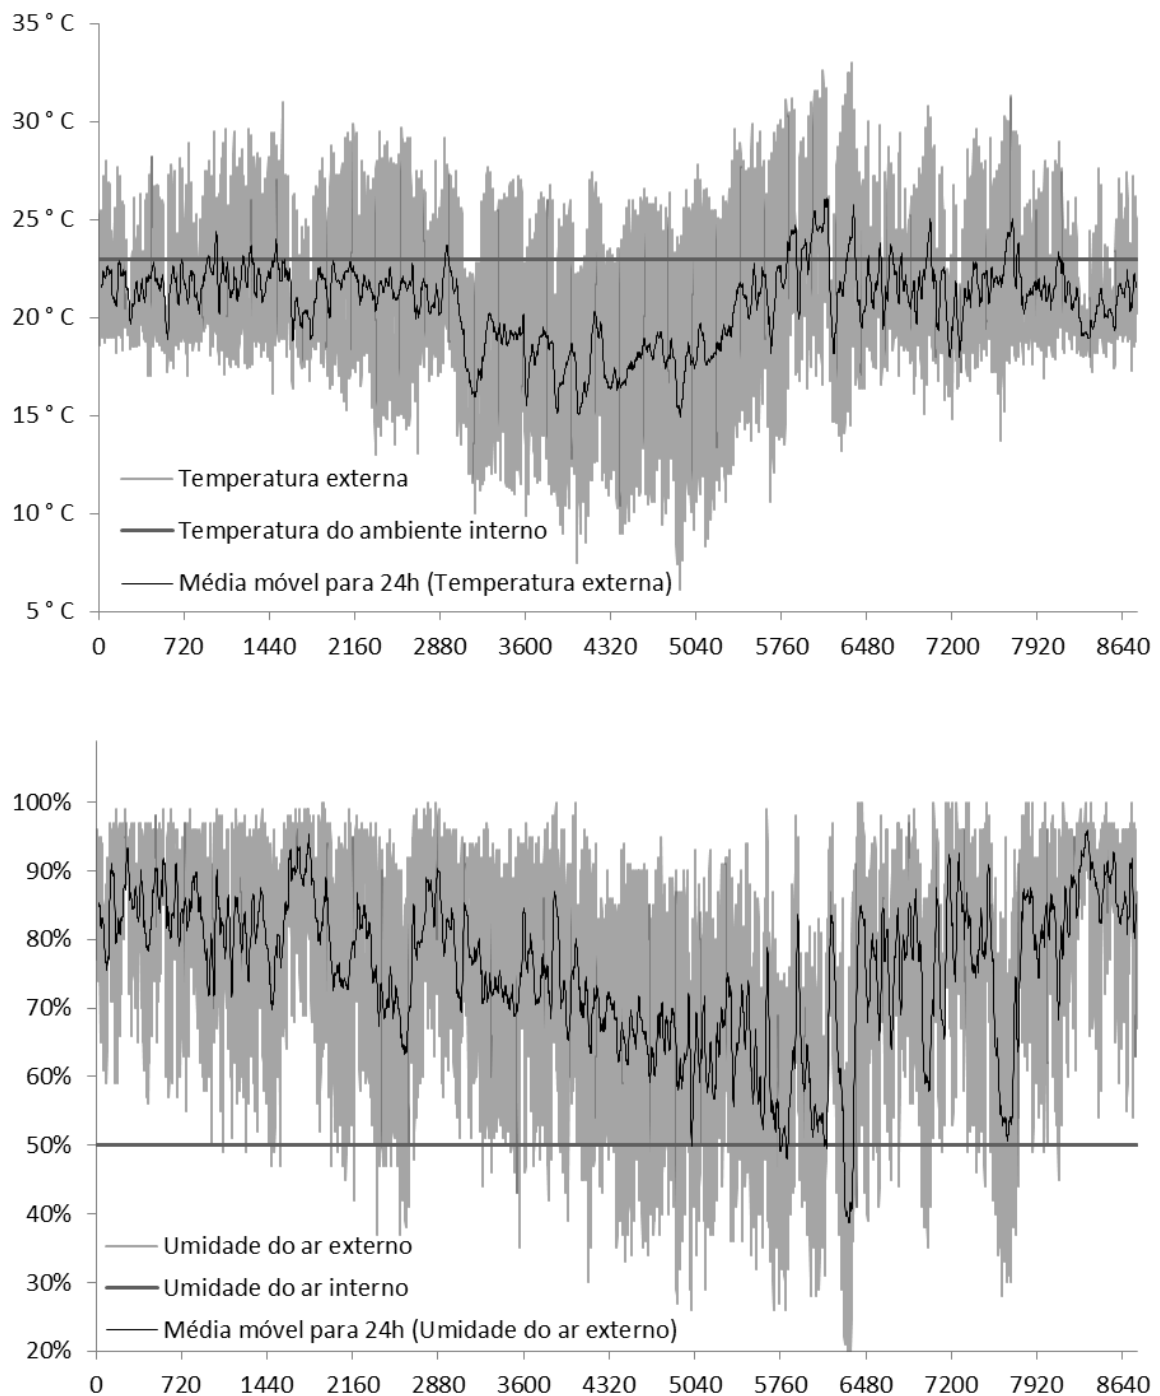 35 ° C
30 ° C
25 ° C
20 ° C
15 ° C
10 ° C
5 ° C
Temperatura externa
Temperatura do ambiente interno
Média móvel para 24h (Temperatura externa)
0 720 1440 2160 2880 3600 4320 5040 5760 6480 7200 7920 8640
100%
90%
80%
70%
60%
50%
40%
30%
20%
Umidade do ar externo
Umidade do ar interno
Média móvel para 24h (Umidade do ar externo)
0 720 1440 2160 2880 3600 4320 5040 5760 6480 7200 7920 8640